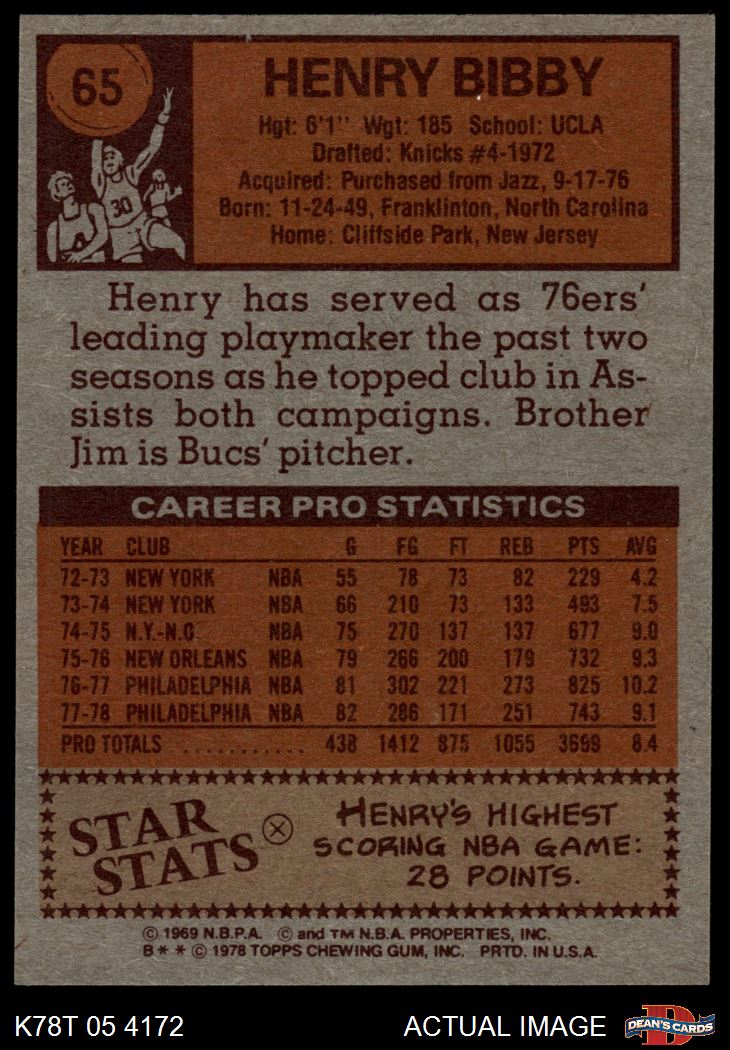 65
HENRY BIBBY
Hgt: 6'1" Wgt: 185 School: UCLA
Drafted: Knicks #4-1972
Acquired: Purchased from Jazz, 9-17-76
Born: 11-24-49, Franklinton, North Carolina
Home: Cliffside Park, New Jersey
30
Henry has served as 76ers'
leading playmaker the past two
seasons as he topped club in As-
sists both campaigns. Brother
Jim is Bucs' pitcher.
CAREER PRO STATISTICS
YEAR CLUB G FG FT REB PTS AVG
72-73 NEW YORK NBA 55 78 73 82 229 4.2
73-74 NEW YORK NBA 66 210 73 133 493 7.5
74-75 N.Y.-N.O. NBA 75 270 137 137 677 9.0
75-76 NEW ORLEANS NBA 79 266 200 179 732 9.3
76-77 PHILADELPHIA NBA 81 302 221 273 825 10.2
77-78 PHILADELPHIA NBA 82 286 171 251 743 9.1
PRO TOTALS ........... 438 1412 875 1055 3699 8.4
STAR STATS
HENRY'S HIGHEST
SCORING NBA GAME:
28 POINTS.
© 1969 N.B.P.A. © and TM N.B.A. PROPERTIES, INC.
B * * © 1978 TOPPS CHEWING GUM, INC. PRTD. IN U.S.A.
K78T 05 4172 ACTUAL IMAGE D DEAN'S CARDS